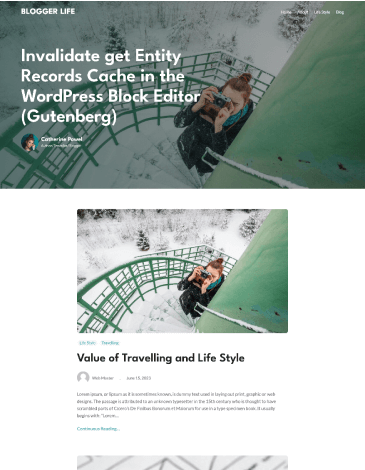 BLOGGER LIFE
Home About Life Style Blog
Invalidate get Entity
Records Cache in the
WordPress Block Editor
(Gutenberg)
Catherine Pavel
Life Style Travelling
Value of Travelling and Life Style
Web Master June 15, 2021
Lorem ipsum, or lipsum as it is sometimes known, is dummy text used in laying out print, graphic or web
designs. The passage is attributed to an unknown typesetter in the 15th century who is thought to have
scrambled parts of Cicero's De Finibus Bonorum et Malorum for use in a type specimen book. It usually
begins with: "Lorem...
Continue Reading...